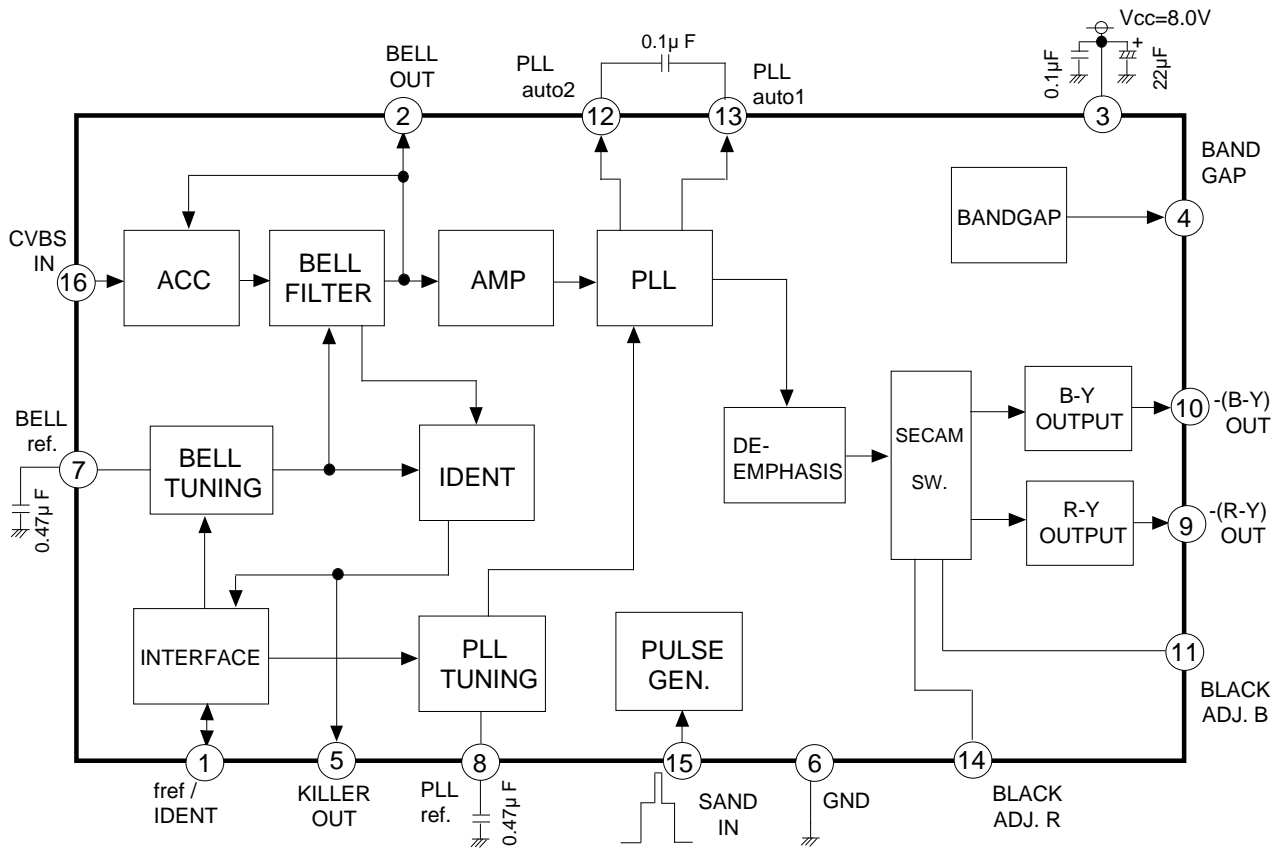 Vcc=8.0V
+
0.1μF
22μF
0.1μ F
BELL
OUT
PLL
auto2
PLL
auto1
2
12
13
3
BAND
GAP
4
BANDGAP
CVBS
IN
16
ACC
BELL
FILTER
AMP
PLL
BELL
ref.
7
0.47μ F
BELL
TUNING
IDENT
DE-
EMPHASIS
SECAM
SW.
B-Y
OUTPUT
10
-(B-Y)
OUT
R-Y
OUTPUT
9
-(R-Y)
OUT
INTERFACE
PLL
TUNING
PULSE
GEN.
11
BLACK
ADJ. B
1
5
8
15
6
14
fref /
IDENT
KILLER
OUT
PLL
ref.
0.47μ F
SAND
IN
GND
BLACK
ADJ. R